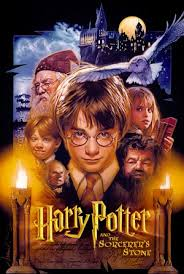 Harry Potter
AND THE
SORCERER'S
STONE